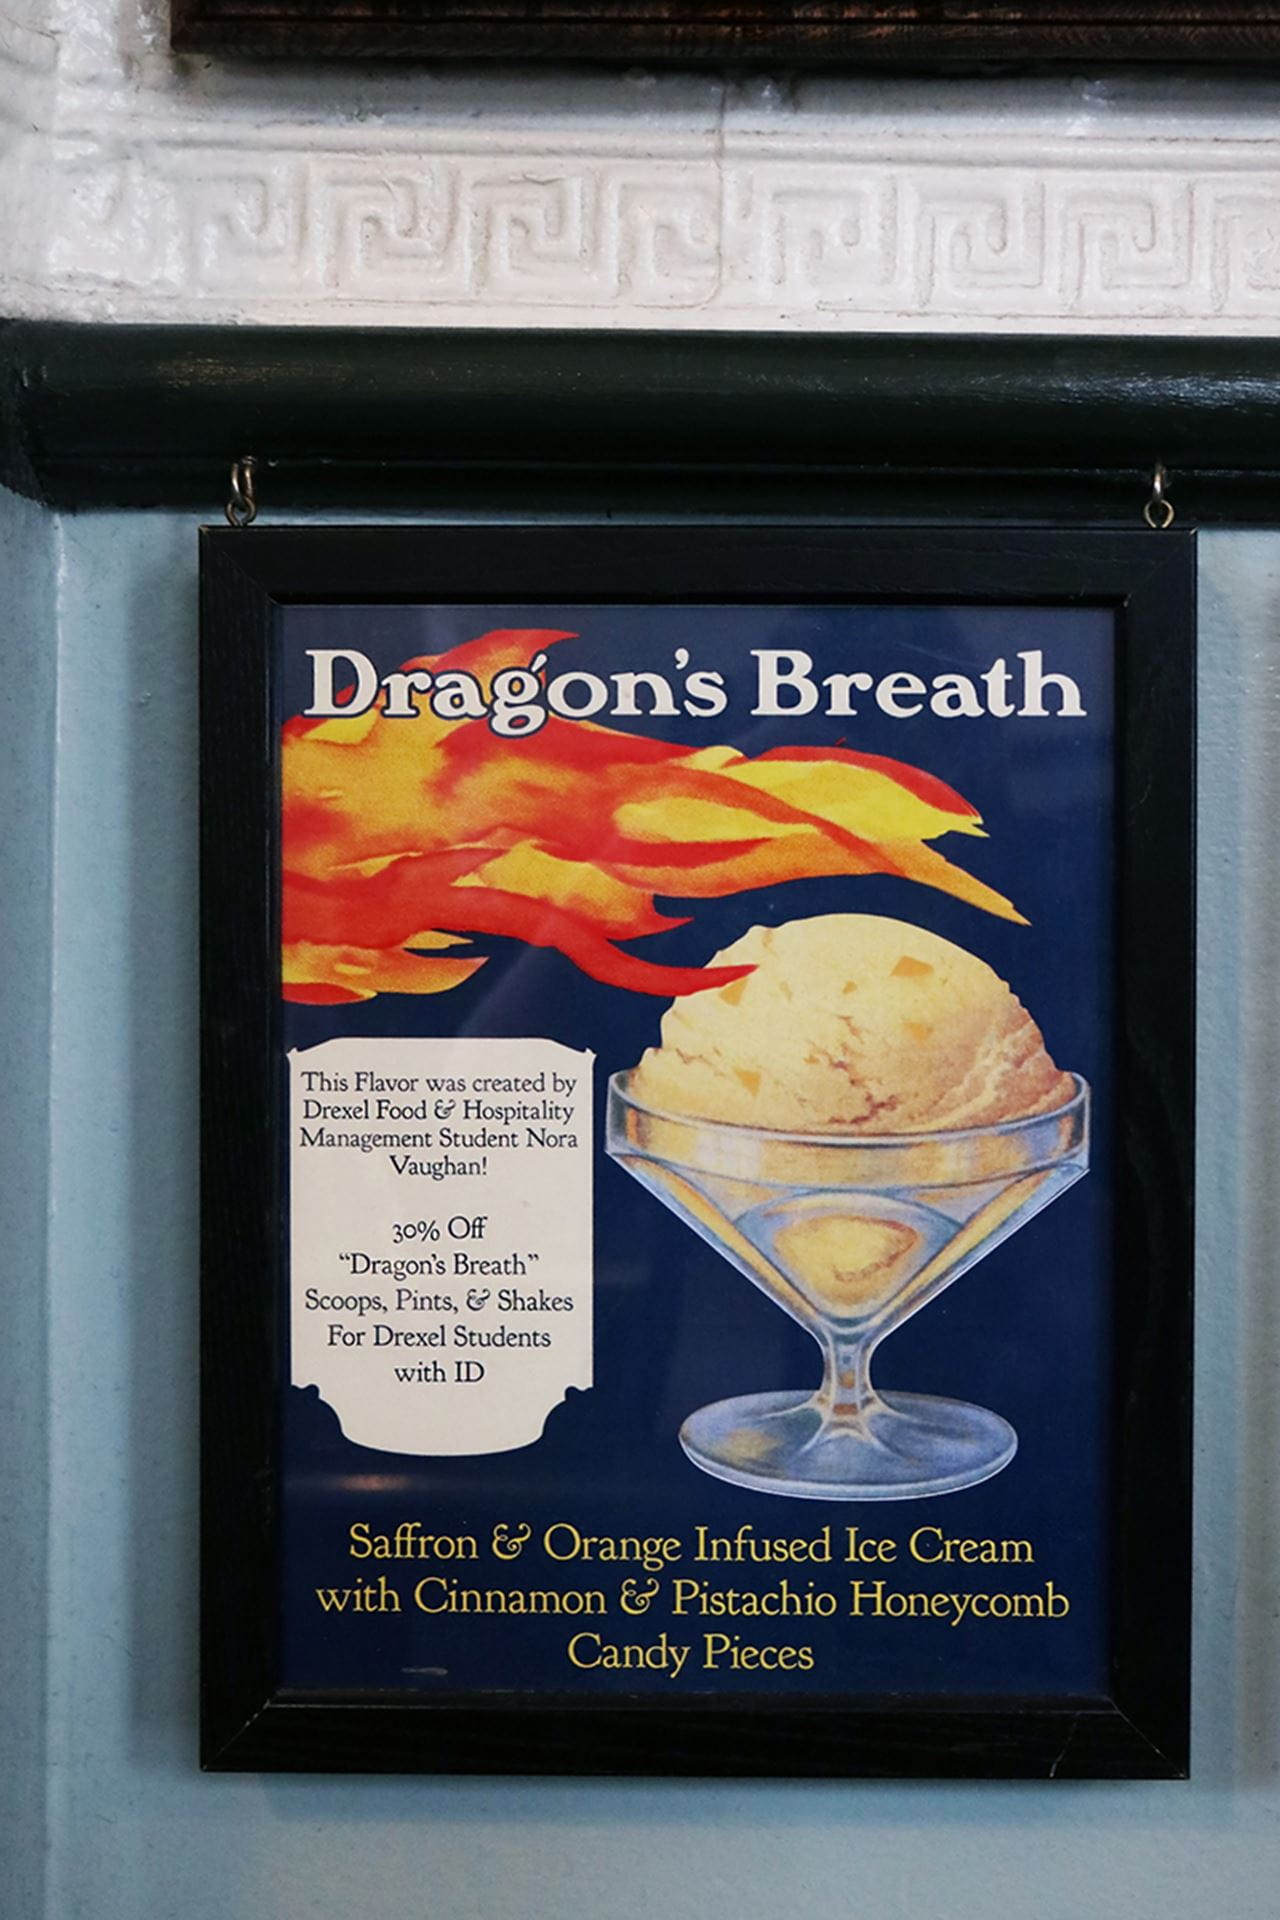 Dragon's Breath
This Flavor was created by
Drexel Food & Hospitality
Management Student Nora
Vaughan!
30% Off
“Dragon's Breath”
Scoops, Pints, & Shakes
For Drexel Students
with ID
Saffron & Orange Infused Ice Cream
with Cinnamon & Pistachio Honeycomb
Candy Pieces